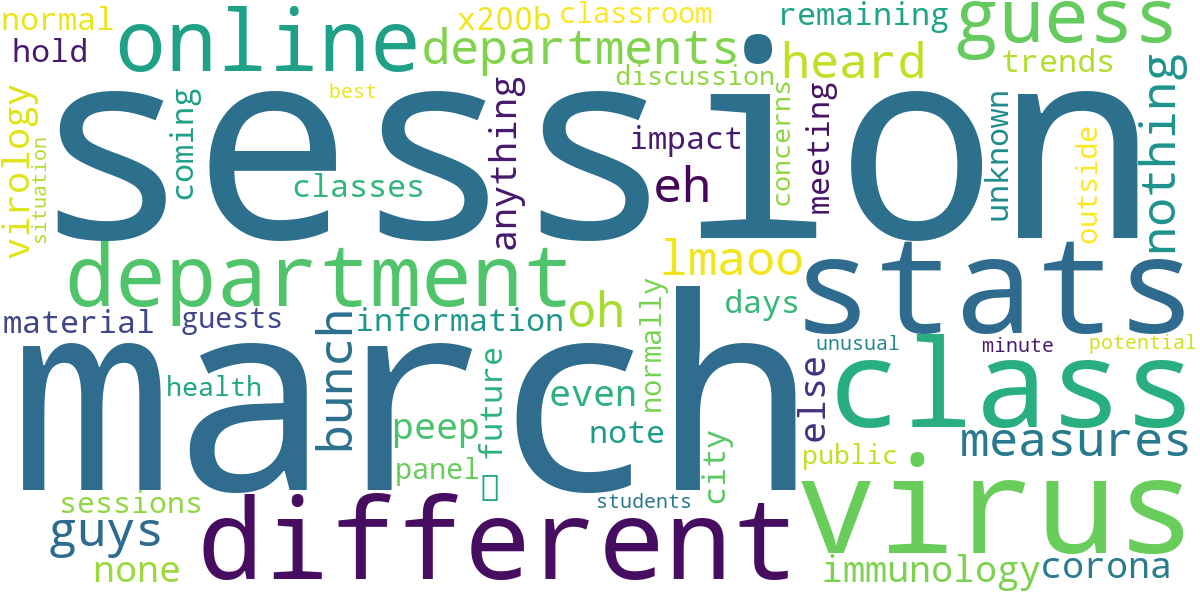 normal
x200b
classroom
remaining
guess
hold
online
departments
heard
trends
discussion
session
best
virology
situation
coming
anything
classes
impact
eh
concerns
meeting
unknown
outside
nothing
department
lmaoo
stats
material
guests
bunch
information
oh
normally
days
march
unusual
minute
potential
health
future
even
else
class
peep
note
measures
panel
city
public
virus
sessions
students
different
guys
none
immunology
corona